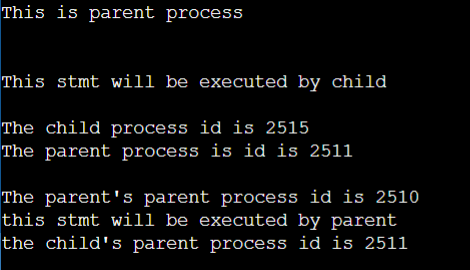 This is parent process
This stmt will be executed by child
The child process id is 2515
The parent process is id is 2511
The parent's parent process id is 2510
this stmt will be executed by parent
the child's parent process id is 2511